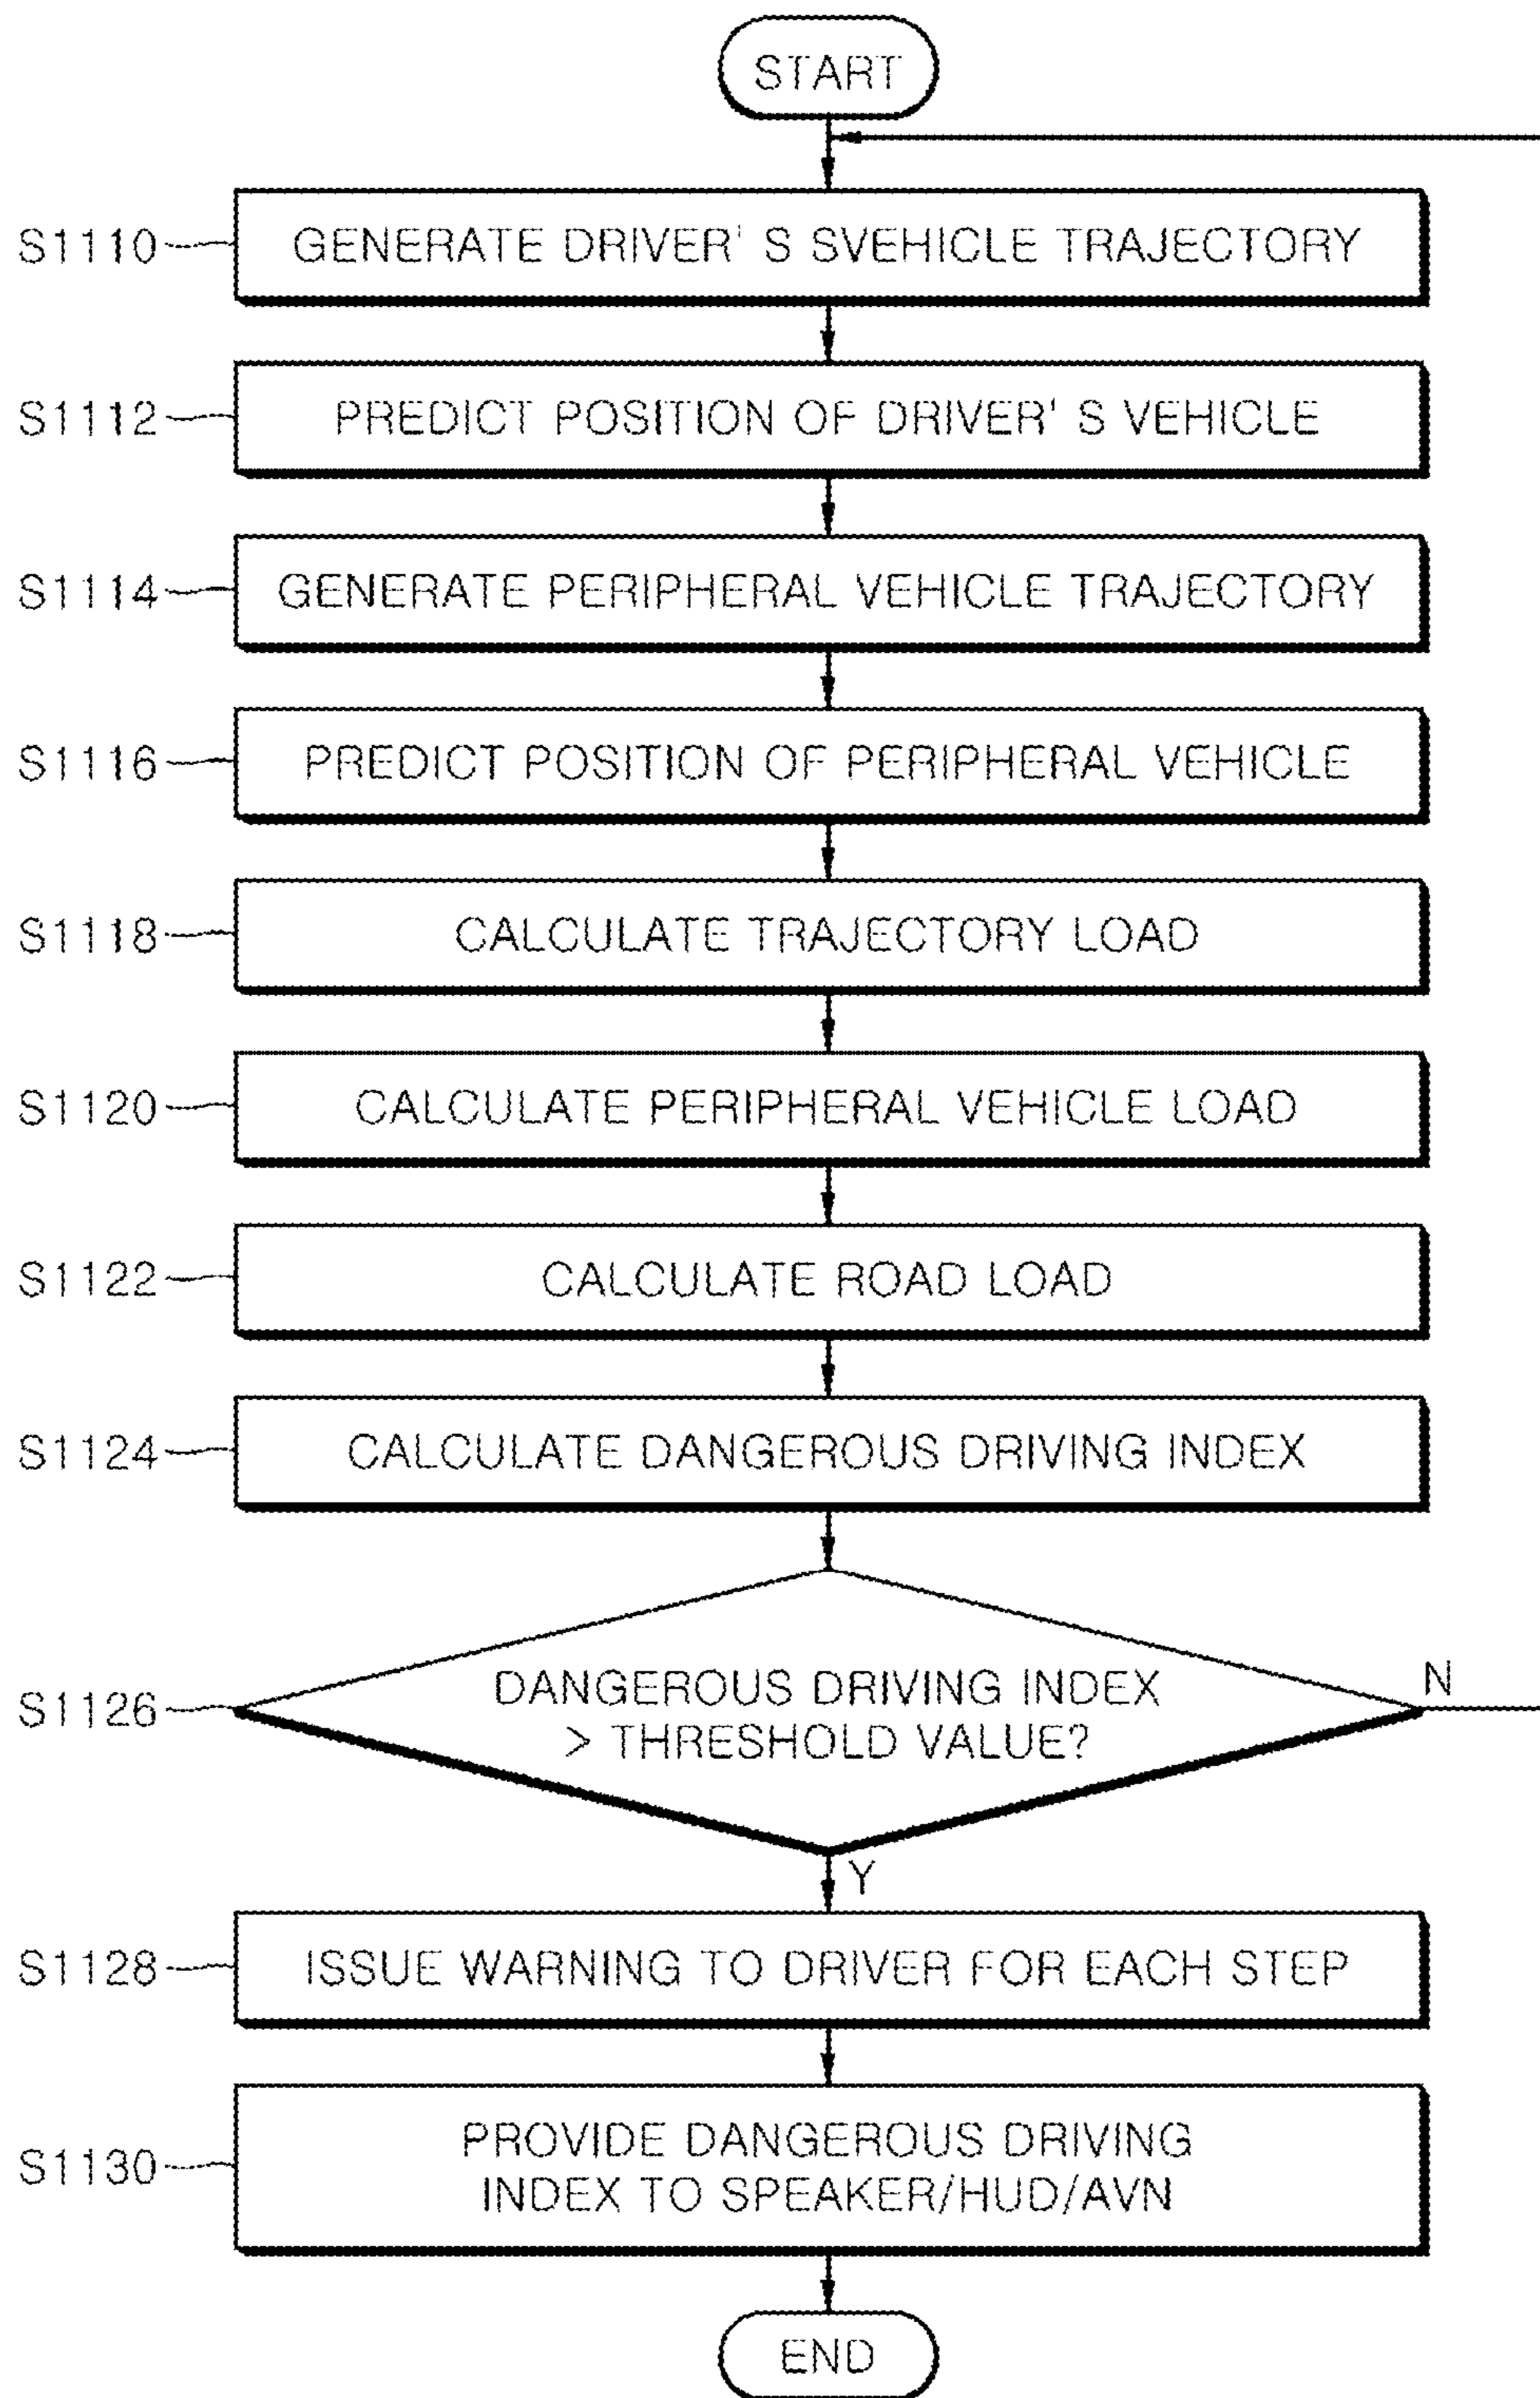 START
S1110 GENERATE DRIVER' S SVEHICLE TRAJECTORY
S1112 PREDICT POSITION OF DRIVER' S VEHICLE
S1114 GENERATE PERIPHERAL VEHICLE TRAJECTORY
S1116 PREDICT POSITION OF PERIPHERAL VEHICLE
S1118 CALCULATE TRAJECTORY LOAD
S1120 CALCULATE PERIPHERAL VEHICLE LOAD
S1122 CALCULATE ROAD LOAD
S1124 CALCULATE DANGEROUS DRIVING INDEX
S1126 DANGEROUS DRIVING INDEX
> THRESHOLD VALUE?
N
Y
S1128 ISSUE WARNING TO DRIVER FOR EACH STEP
S1130 PROVIDE DANGEROUS DRIVING
INDEX TO SPEAKER/HUD/AVN
END